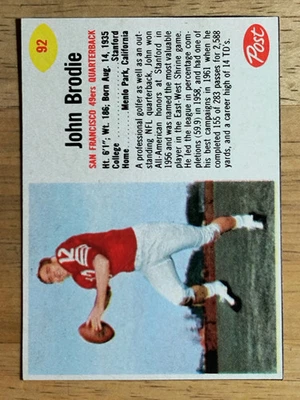 92
John Brodie
SAN FRANCISCO 49ers QUARTERBACK
Ht. 6'1"; Wt. 186; Born Aug. 14, 1935
College . . . . . . . . . . Stanford
Home . . . . Menlo Park, California
A professional golfer as well as an out-
standing NFL quarterback, John won
All-American honors at Stanford in
1956 and was named the most valuable
player in the East-West Shrine game.
He led the league in percentage com-
pletions (59.9) in 1958, and had one of
his best campaigns in 1961 when he
completed 155 of 283 passes for 2,588
yards, and a career high of 14 TD's.
Post
12